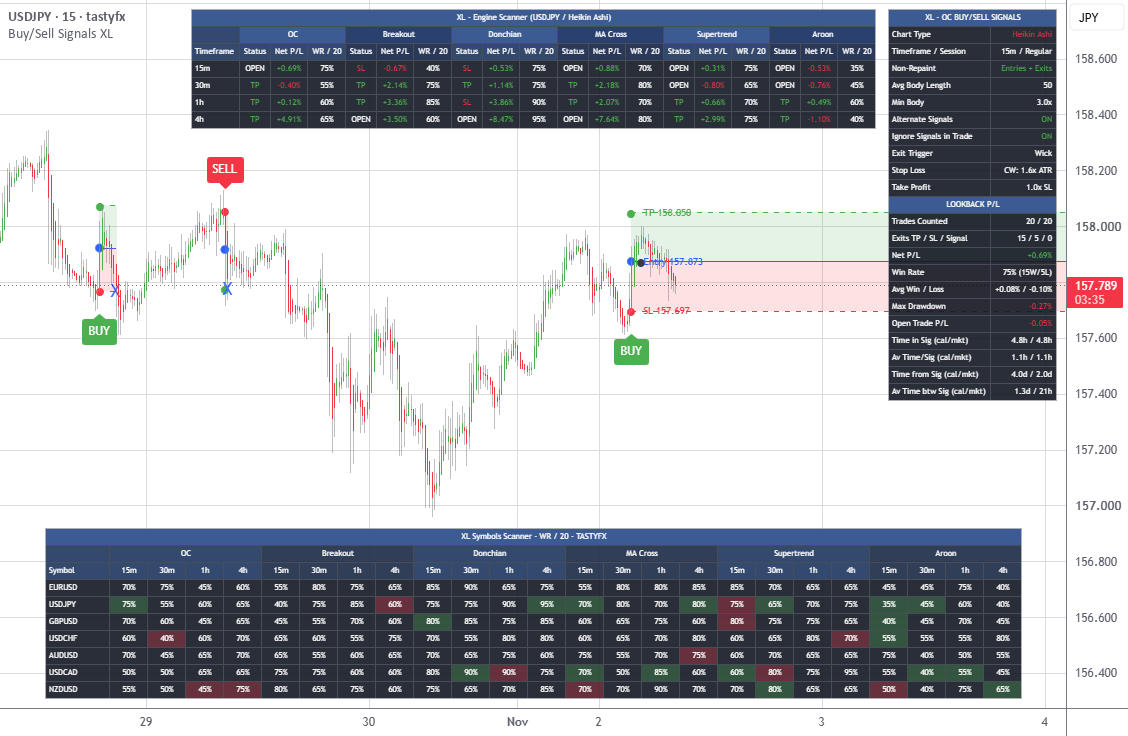 USDJPY · 15 · tastyfx
Buy/Sell Signals XL
XL - Engine Scanner (USDJPY / Heikin Ashi)
OC Breakout Donchian MA Cross Supertrend Aroon
Timeframe Status Net P/L WR / 20 Status Net P/L WR / 20 Status Net P/L WR / 20 Status Net P/L WR / 20 Status Net P/L WR / 20 Status Net P/L WR / 20
15m OPEN +0.69% 75% SL -0.67% 40% SL +0.53% 75% OPEN +0.88% 70% OPEN +0.31% 75% OPEN -0.53% 35%
30m TP -0.40% 55% TP +2.14% 75% TP +1.14% 75% TP +2.18% 80% OPEN -0.80% 65% OPEN -0.76% 45%
1h TP +0.12% 60% TP +3.36% 85% SL +3.86% 90% TP +2.07% 70% TP +0.66% 70% TP +0.49% 60%
4h TP +4.91% 65% OPEN +3.50% 60% OPEN +8.47% 95% OPEN +7.64% 80% TP +2.99% 75% TP -1.10% 40%
XL - OC BUY/SELL SIGNALS
Chart Type Heikin Ashi
Timeframe / Session 15m / Regular
Non-Repaint Entries + Exits
Avg Body Length 50
Min Body 3.0x
Alternate Signals ON
Ignore Signals in Trade ON
Exit Trigger Wick
Stop Loss CW: 1.6x ATR
Take Profit 1.0x SL
LOOKBACK P/L
Trades Counted 20 / 20
Exits TP / SL / Signal 15 / 5 / 0
Net P/L +0.69%
Win Rate 75% (15W/5L)
Avg Win / Loss +0.08% / -0.10%
Max Drawdown -0.27%
Open Trade P/L -0.05%
Time in Sig (cal/mkt) 4.8h / 4.8h
Av Time/Sig (cal/mkt) 1.1h / 1.1h
Time from Sig (cal/mkt) 4.0d / 2.0d
Av Time btw Sig (cal/mkt) 1.3d / 21h
JPY
158.600
158.400
158.200
158.000
157.789
03:35
157.600
157.400
157.200
157.000
156.800
156.600
156.400
SELL
BUY
X
X
TP 158.050
Entry 157.873
SL 157.697
BUY
XL Symbols Scanner - WR / 20 - TASTYFX
OC Breakout Donchian MA Cross Supertrend Aroon
Symbol 15m 30m 1h 4h 15m 30m 1h 4h 15m 30m 1h 4h 15m 30m 1h 4h 15m 30m 1h 4h 15m 30m 1h 4h
EURUSD 70% 75% 45% 60% 55% 80% 75% 65% 85% 90% 65% 75% 55% 80% 85% 85% 85% 70% 65% 65% 45% 75% 45% 40%
USDJPY 75% 55% 60% 65% 40% 75% 85% 60% 75% 75% 90% 95% 70% 80% 70% 80% 75% 65% 70% 75% 35% 45% 60% 40%
GBPUSD 70% 60% 45% 65% 45% 55% 70% 60% 80% 85% 75% 75% 60% 75% 80% 65% 80% 75% 75% 60% 40% 45% 70% 45%
USDCHF 60% 40% 60% 70% 65% 60% 55% 75% 70% 55% 80% 80% 60% 65% 75% 80% 60% 65% 80% 70% 55% 55% 55% 80%
AUDUSD 70% 45% 60% 65% 55% 60% 65% 65% 70% 65% 60% 75% 55% 65% 75% 75% 60% 70% 65% 65% 75% 40% 50% 70%
USDCAD 50% 50% 65% 65% 75% 65% 65% 65% 80% 90% 90% 75% 70% 50% 85% 60% 60% 80% 75% 95% 55% 40% 55% 45%
NZDUSD 55% 50% 45% 75% 80% 65% 75% 60% 75% 65% 70% 85% 70% 70% 90% 70% 70% 80% 65% 65% 50% 40% 75% 65%
29 30 Nov 2 3 4